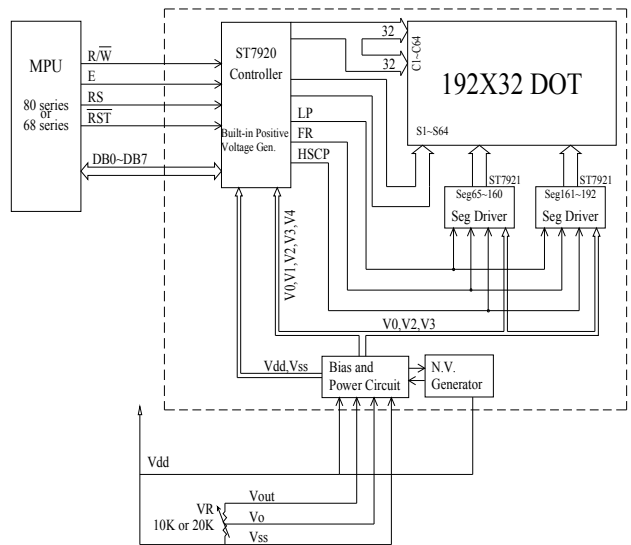 MPU
80 series
or
68 series
R/W̅
E
RS
R̅S̅T̅
DB0~DB7
ST7920
Controller
Built-in Positive
Voltage Gen.
32
32
C1~C64
192X32 DOT
S1~S64
LP
FR
HSCP
ST7921
Seg65~160
Seg Driver
ST7921
Seg161~192
Seg Driver
V0,V1,V2,V3,V4
V0,V2,V3
Vdd,Vss
Bias and
Power Circuit
N.V.
Generator
Vdd
Vout
VR
10K or 20K
Vo
Vss